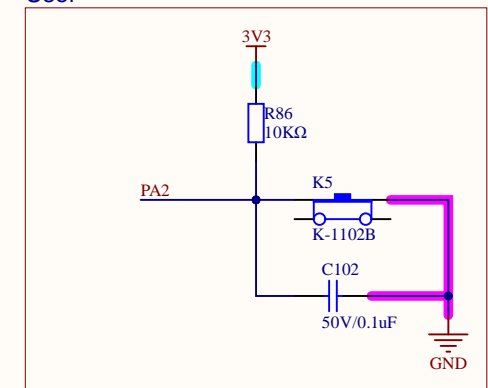 3V3
R86
10KΩ
PA2
K5
K-1102B
C102
50V/0.1uF
GND